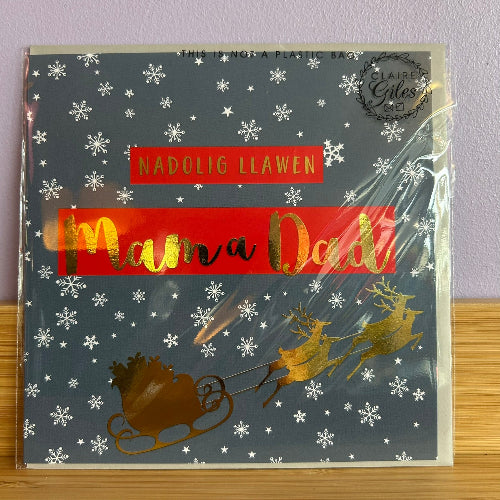 THIS IS NOT A PLASTIC BAG
CLAIRE
Giles
NADOLIG LLAWEN
Mam a Dad